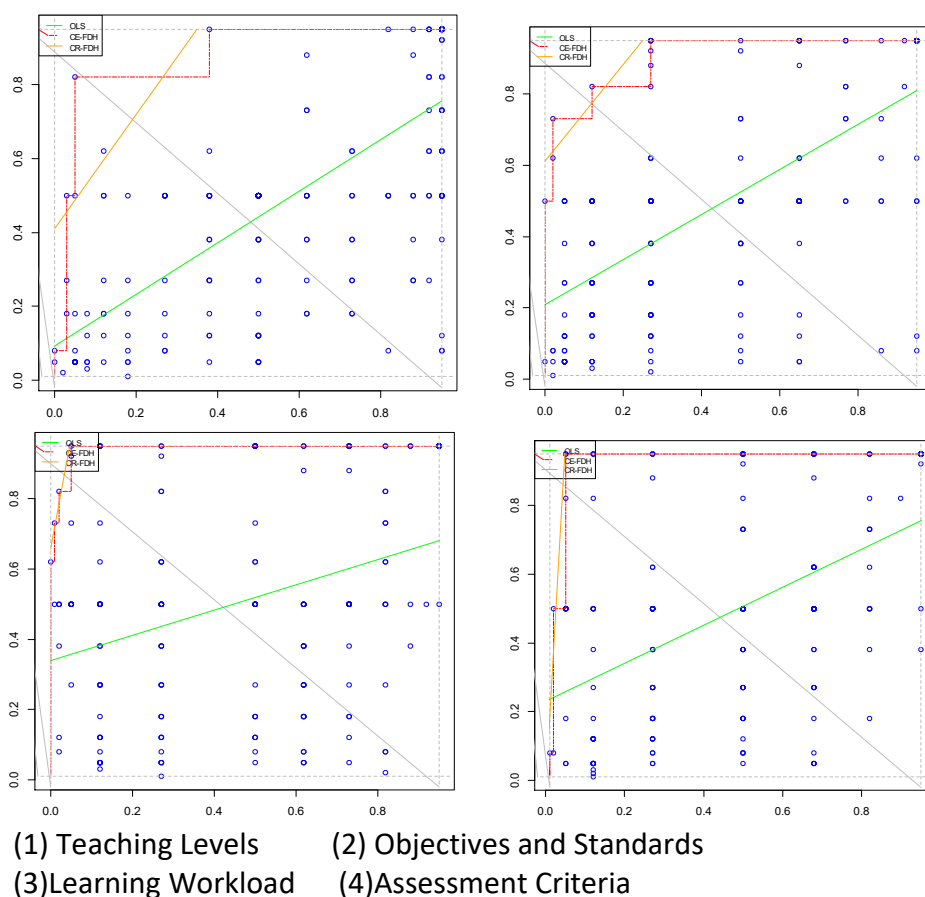 OLS
CE-FDH
CR-FDH
0.0 0.2 0.4 0.6 0.8
0.0 0.2 0.4 0.6 0.8
OLS
CE-FDH
CR-FDH
0.0 0.2 0.4 0.6 0.8
0.0 0.2 0.4 0.6 0.8
OLS
CE-FDH
CR-FDH
0.0 0.2 0.4 0.6 0.8
0.0 0.2 0.4 0.6 0.8
OLS
CE-FDH
CR-FDH
0.0 0.2 0.4 0.6 0.8
0.0 0.2 0.4 0.6 0.8
(1) Teaching Levels (2) Objectives and Standards
(3)Learning Workload (4)Assessment Criteria